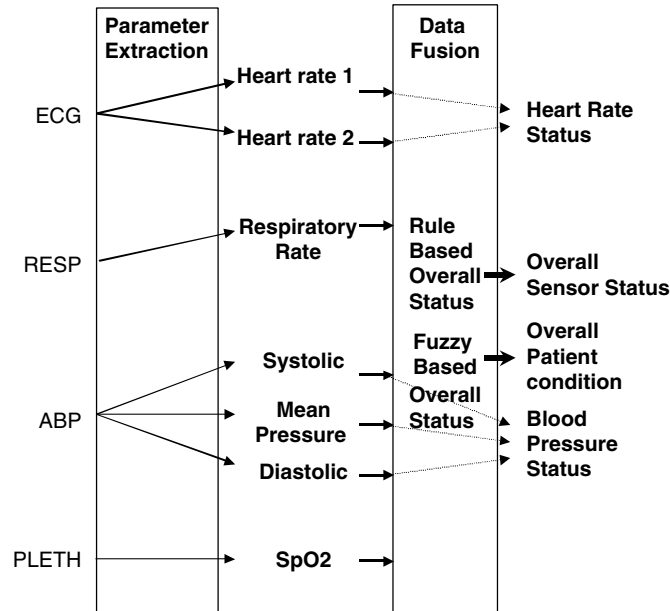 Parameter
Extraction
Data
Fusion
ECG
Heart rate 1
Heart rate 2
Heart Rate
Status
RESP
Respiratory
Rate
Rule
Based
Overall
Status
Overall
Sensor Status
Fuzzy
Based
Overall
Status
Overall
Patient
condition
ABP
Systolic
Mean
Pressure
Diastolic
Blood
Pressure
Status
PLETH
SpO2